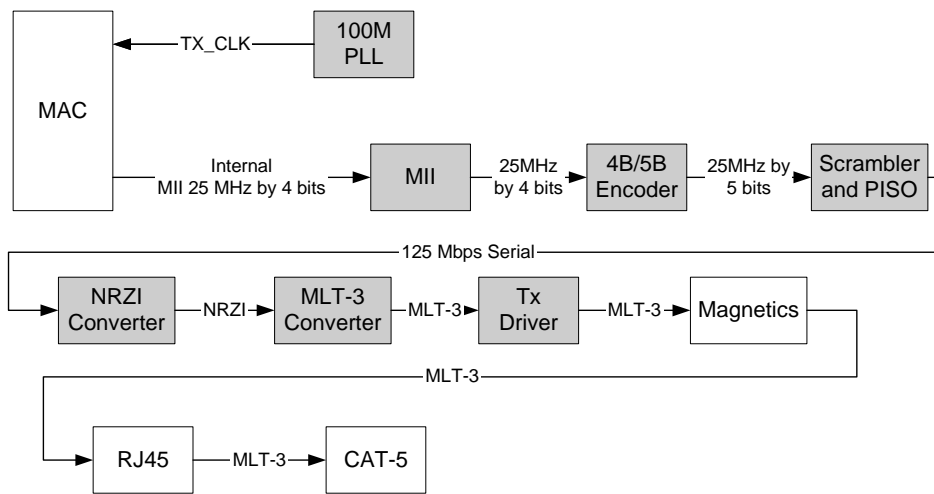 100M
PLL
TX_CLK
MAC
Internal
MII 25 MHz by 4 bits
MII
25MHz
by 4 bits
4B/5B
Encoder
25MHz by
5 bits
Scrambler
and PISO
125 Mbps Serial
NRZI
Converter
NRZI
MLT-3
Converter
MLT-3
Tx
Driver
MLT-3
Magnetics
MLT-3
RJ45
MLT-3
CAT-5